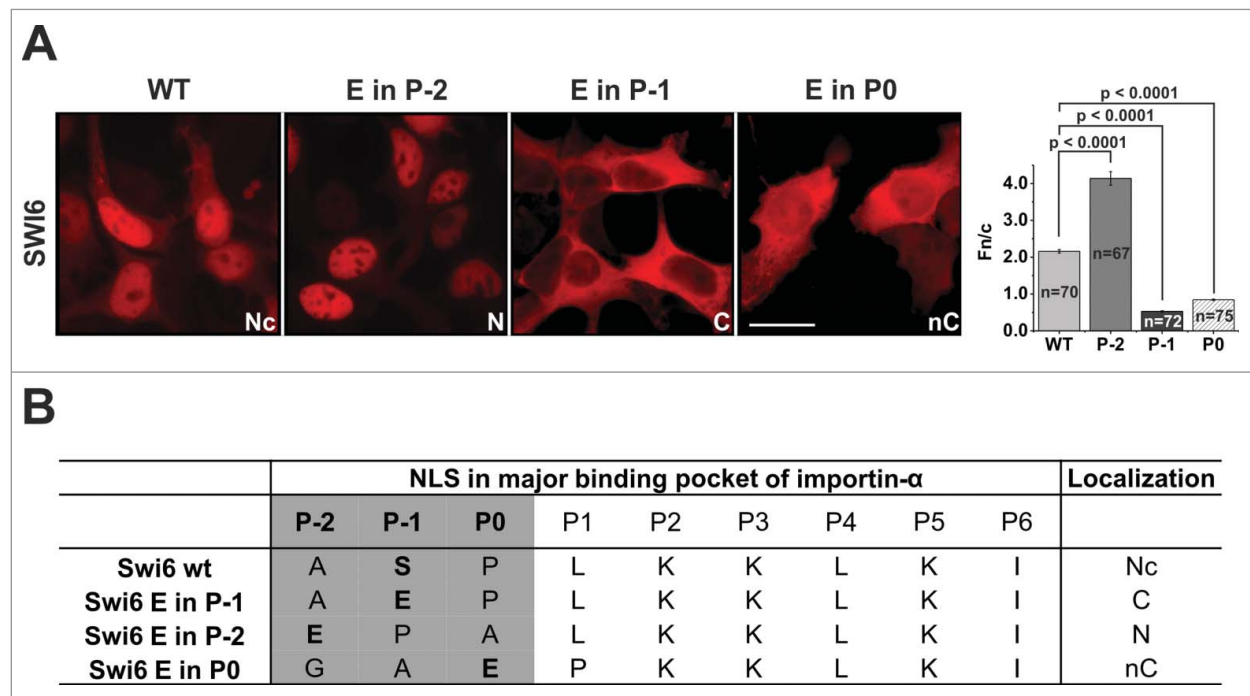 A
WT
E in P-2
E in P-1
E in P0
SWI6
Nc
N
C
nC
p < 0.0001
p < 0.0001
p < 0.0001
Fn/c
4.0
3.0
2.0
1.0
0.0
n=70
n=67
n=72
n=75
WT P-2 P-1 P0
B
NLS in major binding pocket of importin-α Localization
P-2 P-1 P0 P1 P2 P3 P4 P5 P6
Swi6 wt A S P L K K L K I Nc
Swi6 E in P-1 A E P L K K L K I C
Swi6 E in P-2 E P A L K K L K I N
Swi6 E in P0 G A E P K K L K I nC